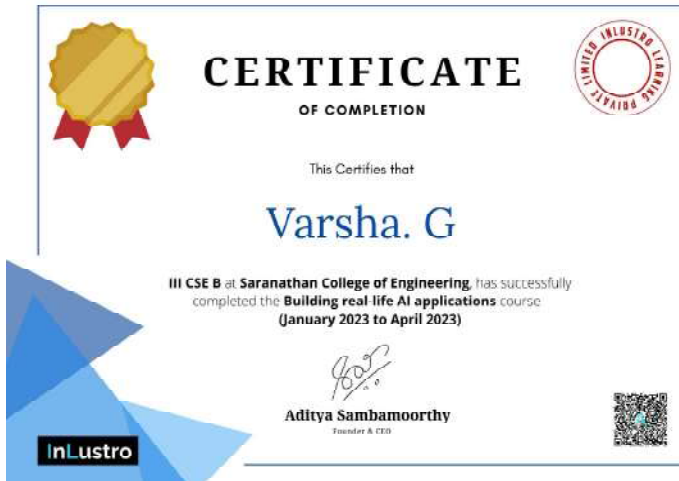 CERTIFICATE
OF COMPLETION
INLUSTRO LEARNING PRIVATE LIMITED
This Certifies that
Varsha. G
III CSE B at Saranathan College of Engineering, has successfully
completed the Building real-life AI applications course
(January 2023 to April 2023)
Aditya Sambamoorthy
Founder & CEO
InLustro